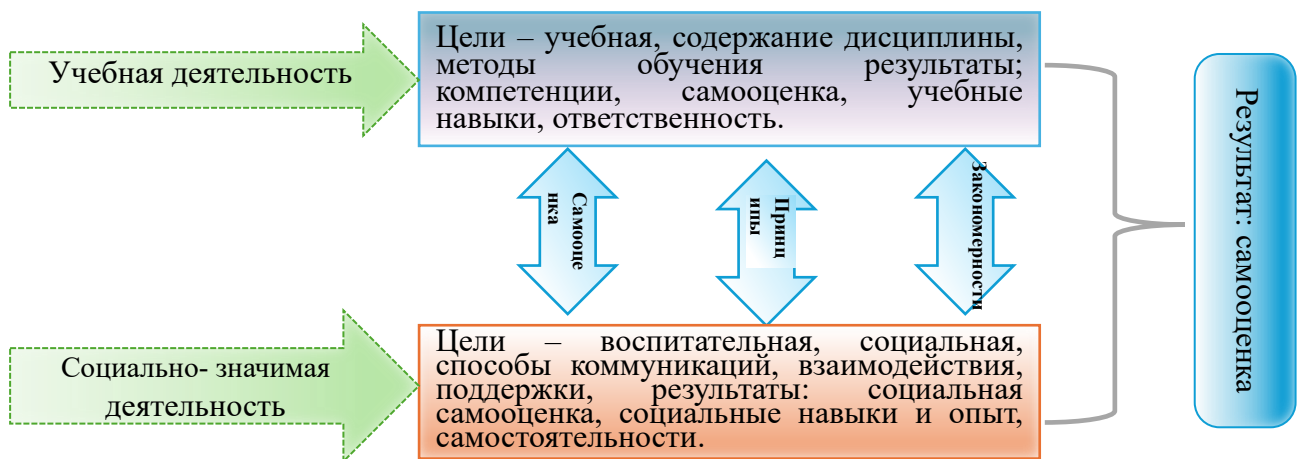 Учебная деятельность
Цели – учебная, содержание дисциплины,
методы обучения результаты;
компетенции, самооценка, учебные
навыки, ответственность.
Самооце
нка
Принц
ипы
Закономерности
Результат: самооценка
Социально- значимая
деятельность
Цели – воспитательная, социальная,
способы коммуникаций, взаимодействия,
поддержки, результаты: социальная
самооценка, социальные навыки и опыт,
самостоятельности.